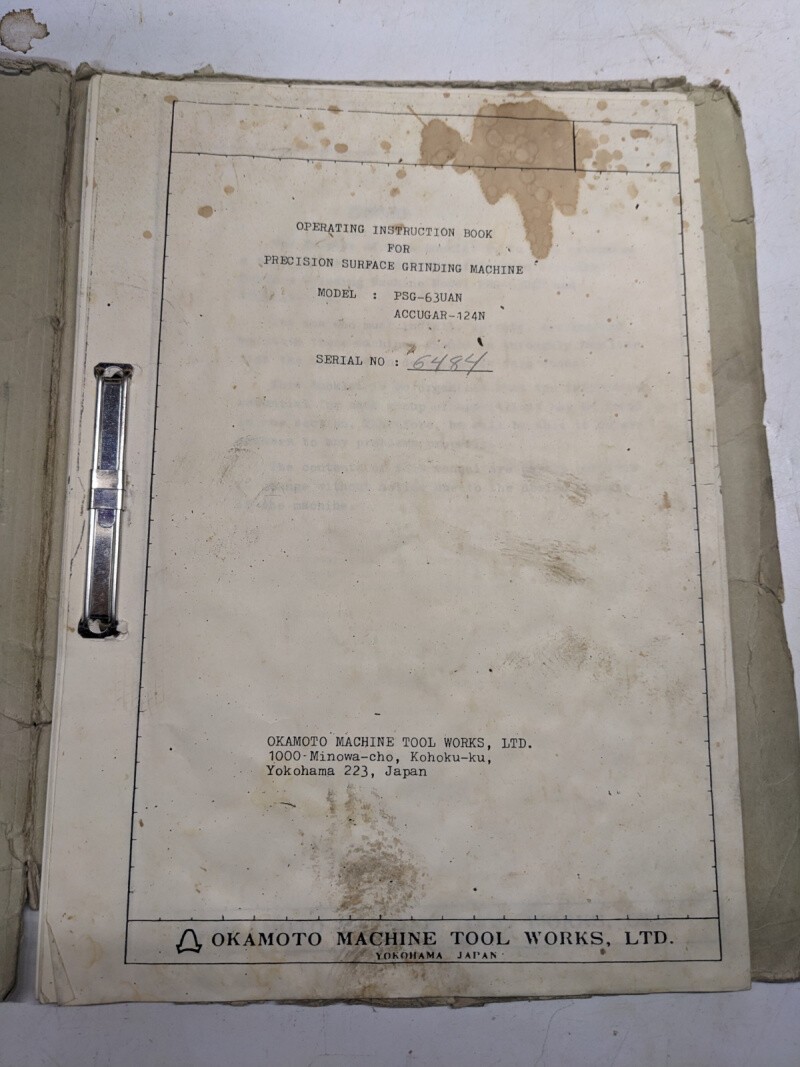 OPERATING INSTRUCTION BOOK
FOR
PRECISION SURFACE GRINDING MACHINE
MODEL : PSG-63UAN
ACCUGAR-124N
SERIAL NO : 6484
OKAMOTO MACHINE TOOL WORKS, LTD.
1000-Minowa-cho, Kohoku-ku,
Yokohama 223, Japan
OKAMOTO MACHINE TOOL WORKS, LTD.
YOKOHAMA JAPAN